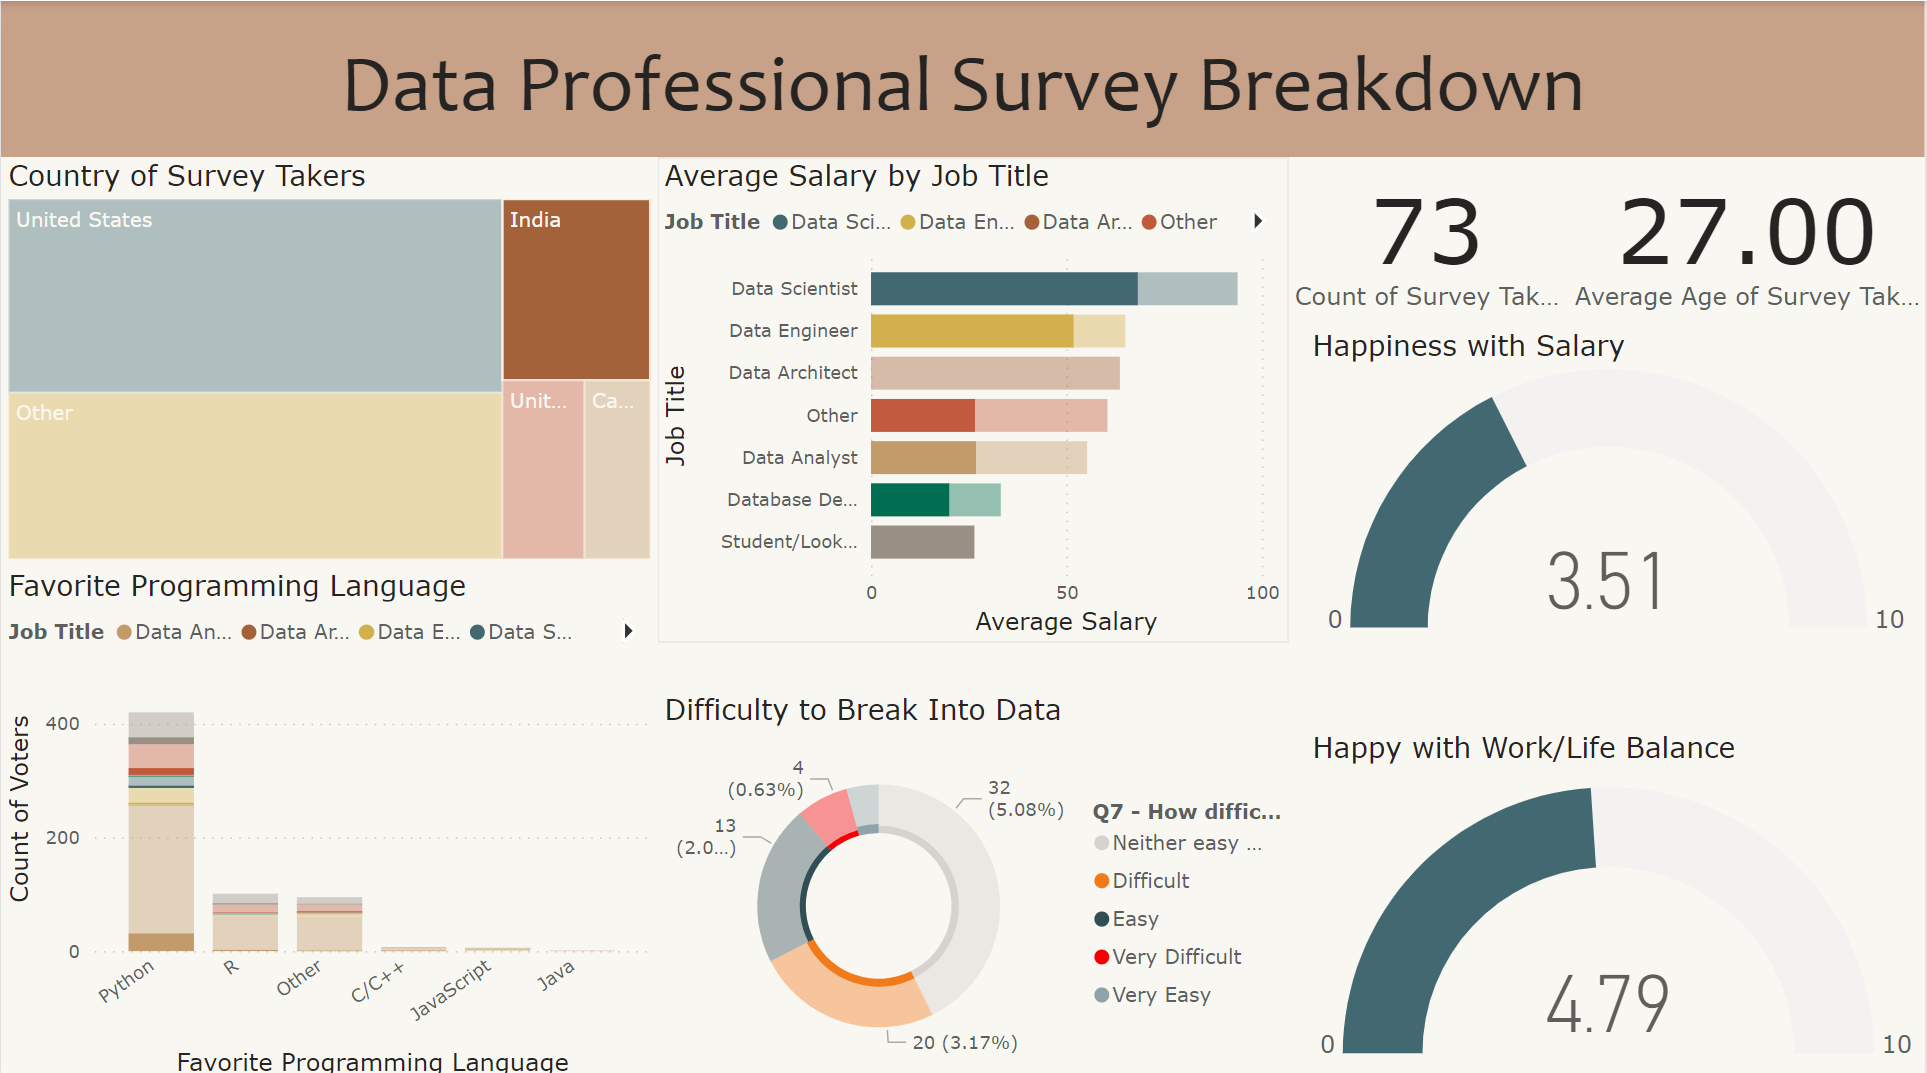 Data Professional Survey Breakdown
Country of Survey Takers
United States
India
Other
Unit...
Ca...
Average Salary by Job Title
Job Title Data Sci... Data En... Data Ar... Other
Job Title
Data Scientist
Data Engineer
Data Architect
Other
Data Analyst
Database De...
Student/Look...
0 50 100
Average Salary
73
Count of Survey Tak...
27.00
Average Age of Survey Tak...
Happiness with Salary
3.51
0 10
Favorite Programming Language
Job Title Data An... Data Ar... Data E... Data S...
Count of Voters
400
200
0
Python R Other C/C++ JavaScript Java
Favorite Programming Language
Difficulty to Break Into Data
4
(0.63%)
32
(5.08%)
13
(2.0...)
20 (3.17%)
Q7 - How diffic...
Neither easy ...
Difficult
Easy
Very Difficult
Very Easy
Happy with Work/Life Balance
4.79
0 10